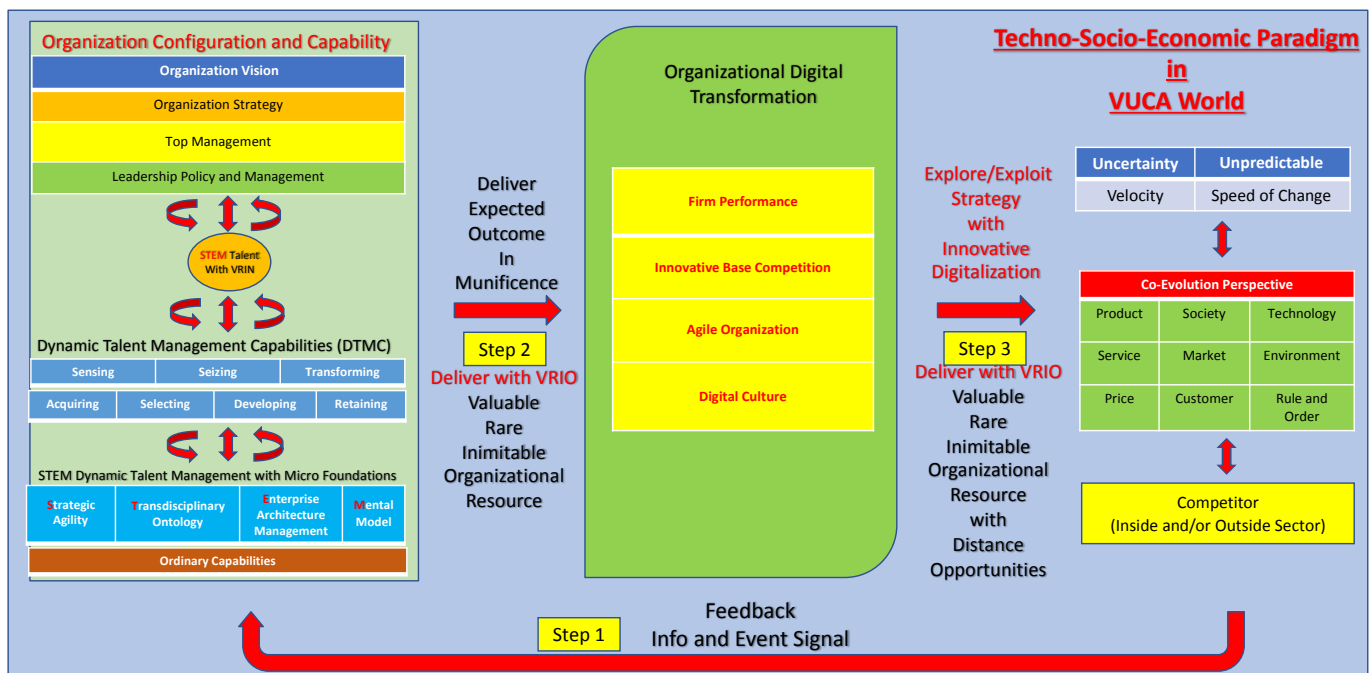 Organization Configuration and Capability
Organization Vision
Organization Strategy
Top Management
Leadership Policy and Management
STEM Talent
With VRIN
Dynamic Talent Management Capabilities (DTMC)
Sensing
Seizing
Transforming
Acquiring
Selecting
Developing
Retaining
STEM Dynamic Talent Management with Micro Foundations
Strategic
Agility
Transdisciplinary
Ontology
Enterprise
Architecture
Management
Mental
Model
Ordinary Capabilities
Deliver
Expected
Outcome
In
Munificence
Step 2
Deliver with VRIO
Valuable
Rare
Inimitable
Organizational
Resource
Organizational Digital
Transformation
Firm Performance
Innovative Base Competition
Agile Organization
Digital Culture
Explore/Exploit
Strategy
with
Innovative
Digitalization
Step 3
Deliver with VRIO
Valuable
Rare
Inimitable
Organizational
Resource
with
Distance
Opportunities
Techno-Socio-Economic Paradigm
in
VUCA World
Uncertainty
Unpredictable
Velocity
Speed of Change
Co-Evolution Perspective
Product
Society
Technology
Service
Market
Environment
Price
Customer
Rule and
Order
Competitor
(Inside and/or Outside Sector)
Step 1
Feedback
Info and Event Signal